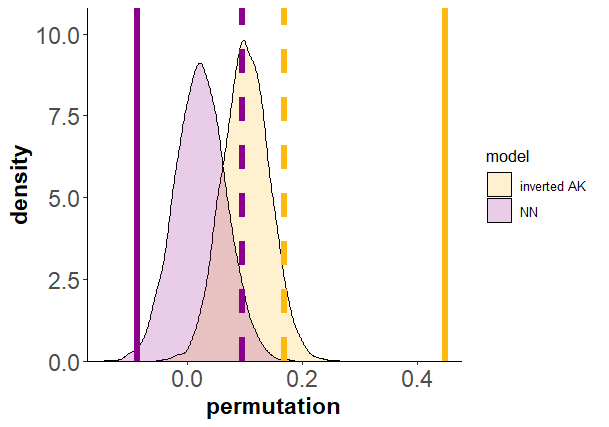 10.0
7.5
5.0
2.5
0.0
density
0.0 0.2 0.4
permutation
model
inverted AK
NN